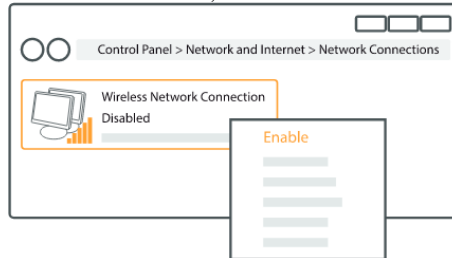 Control Panel > Network and Internet > Network Connections
Wireless Network Connection
Disabled
Enable